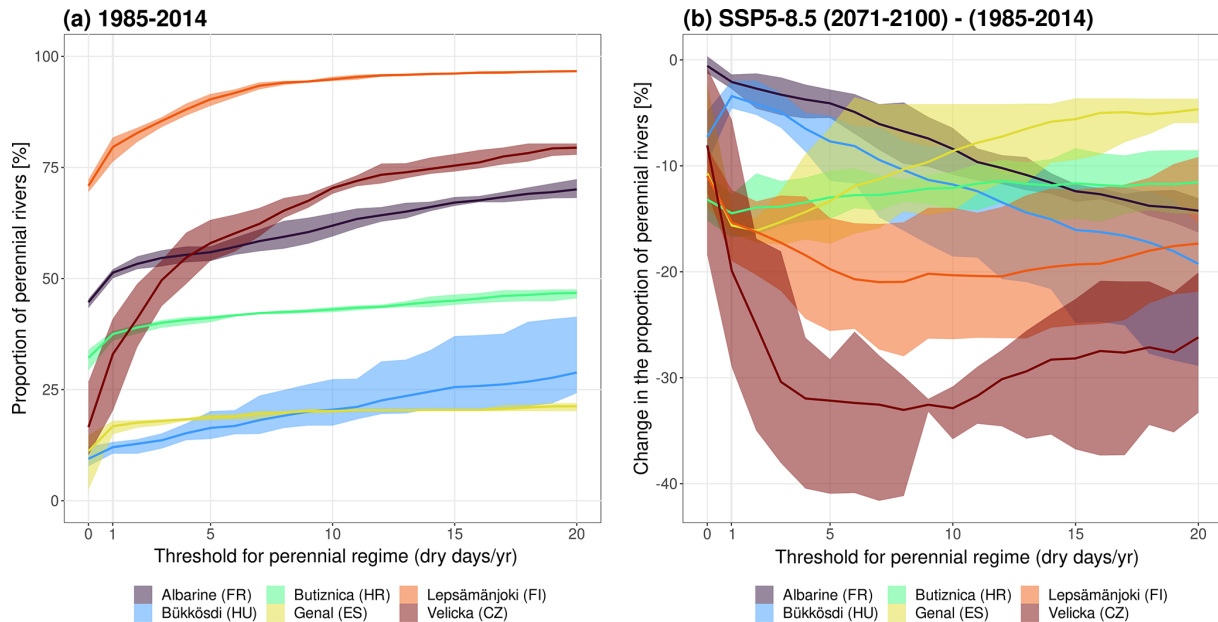 (a) 1985-2014
Proportion of perennial rivers [%]
100
75
50
25
0
0 1 5 10 15 20
Threshold for perennial regime (dry days/yr)
Albarine (FR) Butiznica (HR) Lepsämänjoki (FI)
Bükkösdi (HU) Genal (ES) Velicka (CZ)
(b) SSP5-8.5 (2071-2100) - (1985-2014)
Change in the proportion of perennial rivers [%]
0
-10
-20
-30
-40
0 1 5 10 15 20
Threshold for perennial regime (dry days/yr)
Albarine (FR) Butiznica (HR) Lepsämänjoki (FI)
Bükkösdi (HU) Genal (ES) Velicka (CZ)